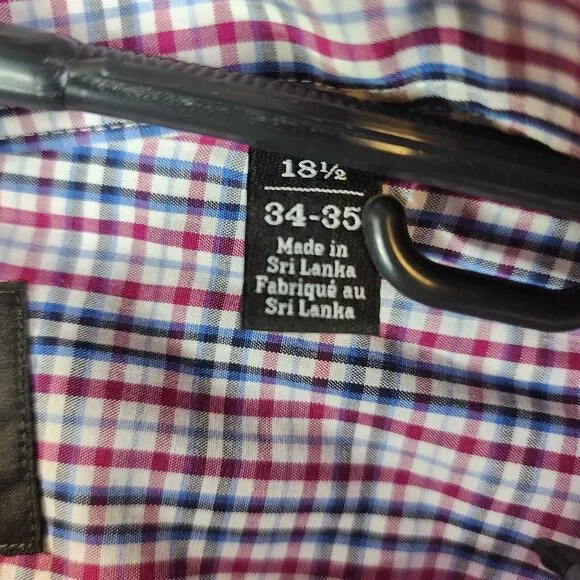 18½
34-35
Made in
Sri Lanka
Fabriqué au
Sri Lanka